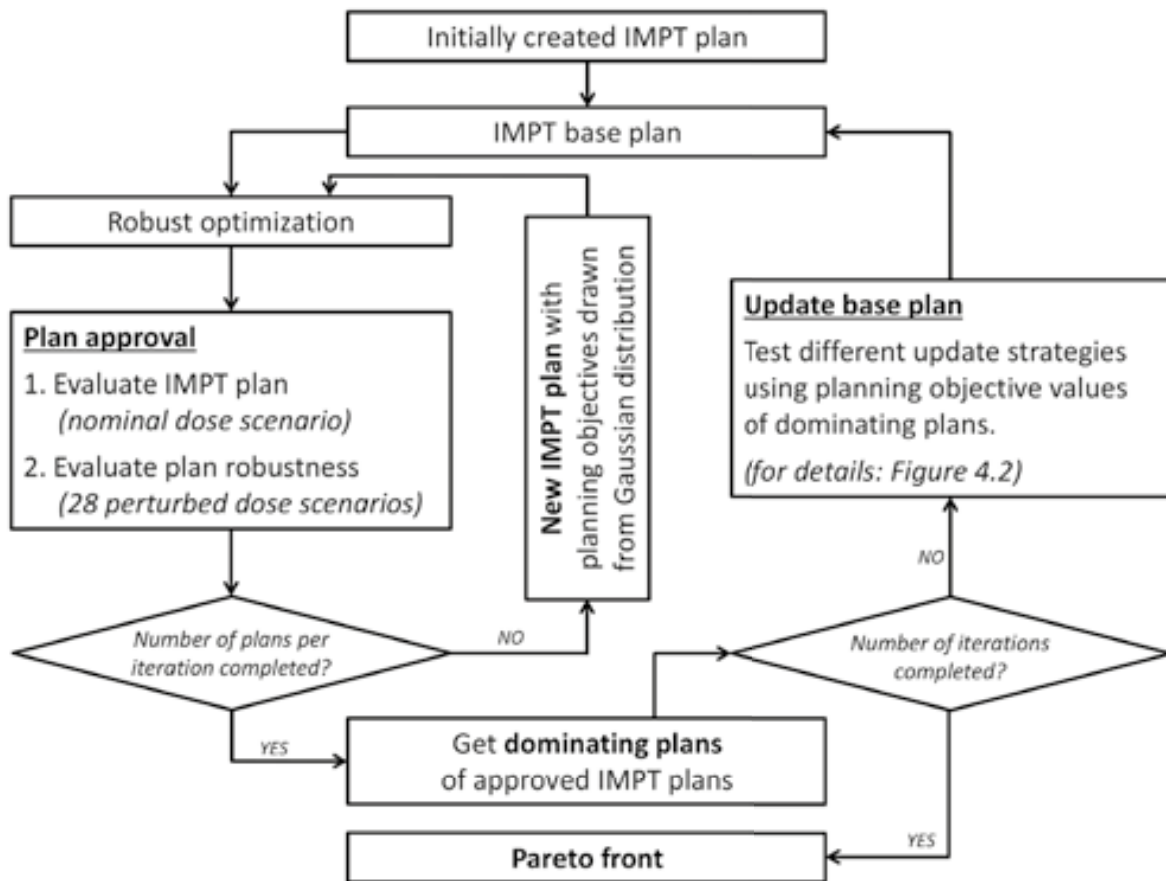 Initially created IMPT plan
IMPT base plan
Robust optimization
Plan approval
1. Evaluate IMPT plan
(nominal dose scenario)
2. Evaluate plan robustness
(28 perturbed dose scenarios)
New IMPT plan with
planning objectives drawn
from Gaussian distribution
Update base plan
Test different update strategies
using planning objective values
of dominating plans.
(for details: Figure 4.2)
Number of plans per
iteration completed?
NO
YES
Get dominating plans
of approved IMPT plans
Number of iterations
completed?
NO
YES
Pareto front